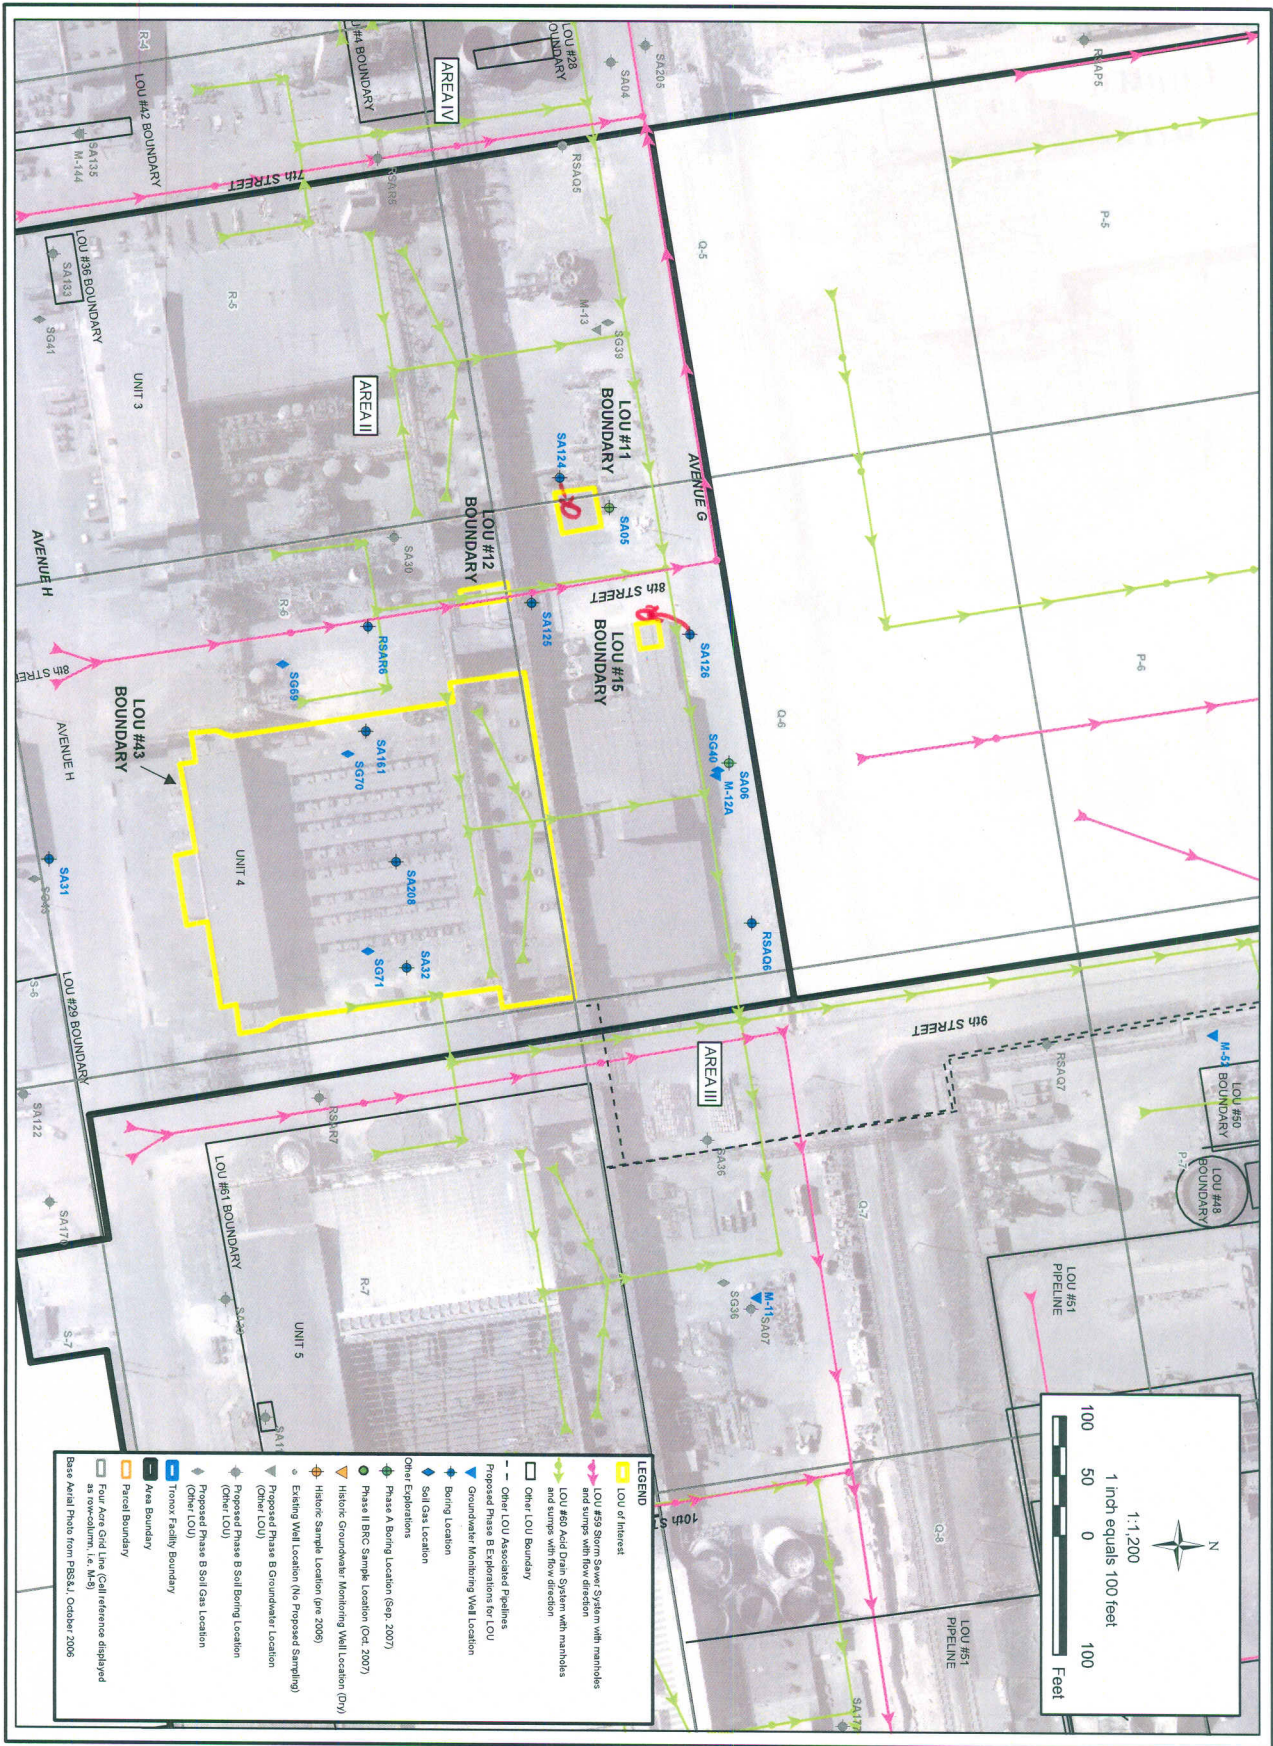 RSAP5
P-5
P-6
M-52
LOU #50
BOUNDARY
LOU #48
BOUNDARY
P-7
LOU #51
PIPELINE
N
1:1,200
1 inch equals 100 feet
100
50
0
100
Feet
SA205
SA04
LOU #28
AREA IV
LOU #42 BOUNDARY
R-4
SA135
M-144
7th STREET
RSAR5
RSAQ5
Q-5
M-13
SG39
LOU #11
BOUNDARY
SA124
SA05
AVENUE G
8th STREET
LOU #15
BOUNDARY
SA126
SA125
LOU #12
BOUNDARY
AREA II
R-5
LOU #36 BOUNDARY
SA133
SG41
UNIT 3
AVENUE H
SA30
R-6
RSAR6
SG69
LOU #43
BOUNDARY
AVENUE H
SA161
SG70
SA208
SA32
SG71
UNIT 4
SA31
Q-6
SG40
SA06
M-12A
RSAQ6
9th STREET
RSAQ7
AREA III
SA36
Q-7
SG36
M-11
SA07
S-6
LOU #29 BOUNDARY
SA122
SA170
S-7
RSAR7
LOU #61 BOUNDARY
R-7
UNIT 5
Q-8
LOU #51
PIPELINE
SA177
LEGEND
LOU of Interest
LOU #59 Storm Sewer System with manholes
and sumps with flow direction
LOU #60 Acid Drain System with manholes
and sumps with flow direction
Other LOU Boundary
Other LOU Associated Pipelines
Proposed Phase B Explorations for LOU
Groundwater Monitoring Well Location
Boring Location
Soil Gas Location
Other Explorations
Phase A Boring Location (Sep. 2007)
Phase II BRC Sample Location (Oct. 2007)
Historic Groundwater Monitoring Well Location (Dry)
Historic Sample Location (pre 2006)
Existing Well Location (No Proposed Sampling)
Proposed Phase B Groundwater Location
(Other LOU)
Proposed Phase B Soil Boring Location
(Other LOU)
Proposed Phase B Soil Gas Location
(Other LOU)
Tronox Facility Boundary
Area Boundary
Parcel Boundary
Four Acre Grid Line (Cell reference displayed
as row-column, i.e. M-8)
Base Aerial Photo from PBS&J, October 2006